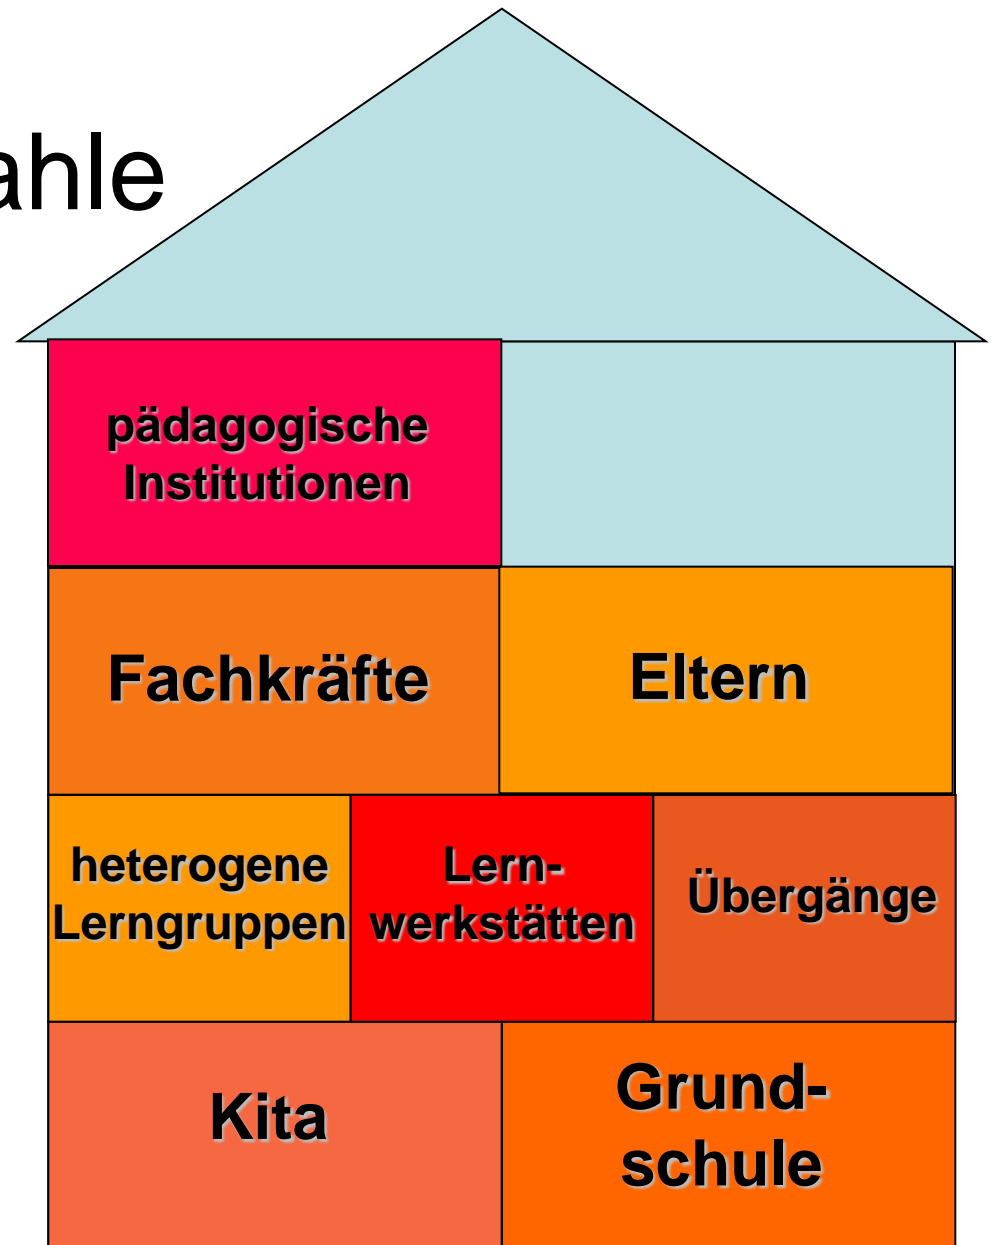 ahle
pädagogische
Institutionen
Fachkräfte
Eltern
heterogene
Lerngruppen
Lern-
werkstätten
Übergänge
Kita
Grund-
schule